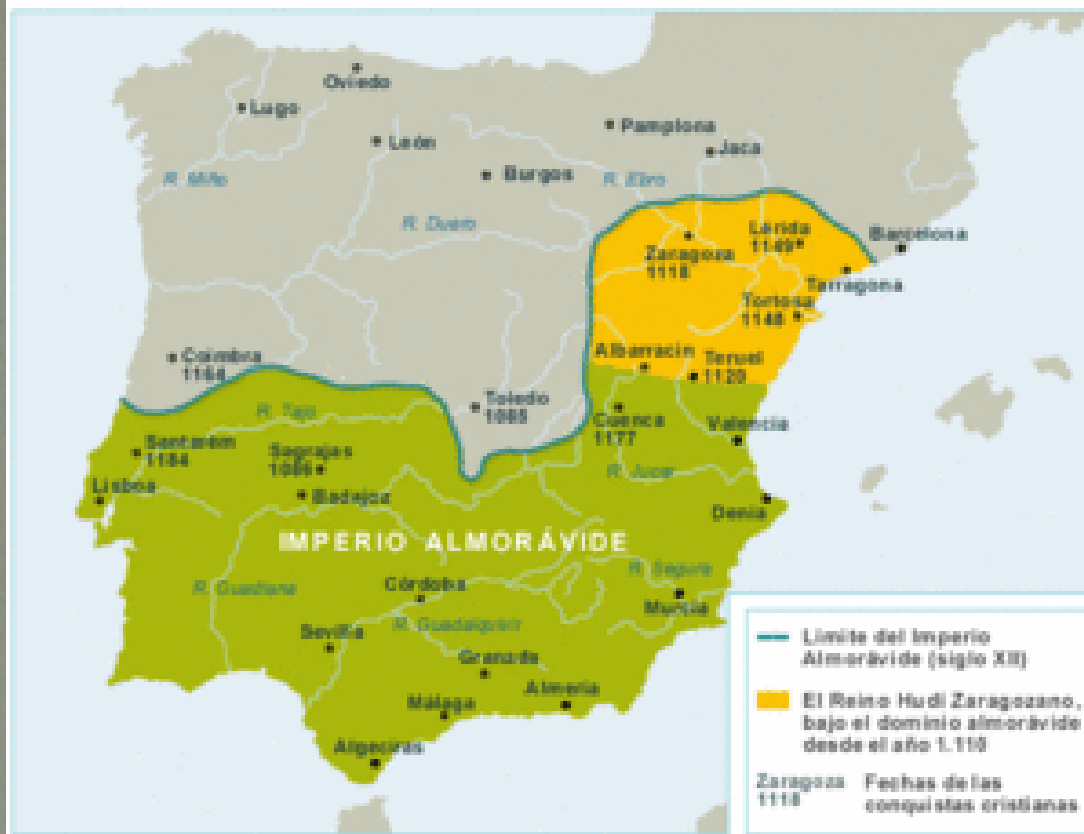 Oviedo
Lugo
León
Pamplona
Jaca
Burgos
R. Miño
R. Ebro
R. Duero
Lérida
1149
Barcelona
Zaragoza
1118
Tarragona
Tortosa
1148
Coimbra
1164
Albarracín
Teruel
1120
Toledo
1085
R. Tajo
Cuenca
1177
Valencia
Santarém
1184
Sagrajas
1086
R. Jucar
Lisboa
Badajoz
Denia
IMPERIO ALMORÁVIDE
R. Guadiana
Córdoba
R. Segura
Murcia
Sevilla
R. Guadalquivir
Granada
Almería
Málaga
Algeciras
Límite del Imperio
Almorávide (siglo XII)
El Reino Hudí Zaragozano,
bajo el dominio almorávide
desde el año 1.110
Zaragoza
1118
Fechas de las
conquistas cristianas